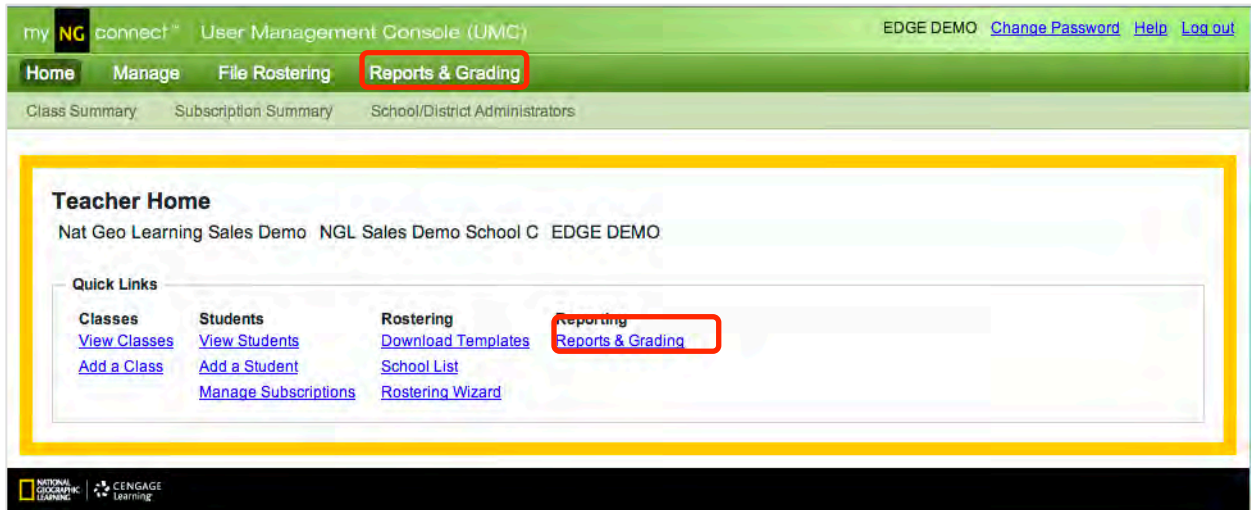 my NG connect™ User Management Console (UMC) EDGE DEMO Change Password Help Log out
Home Manage File Rostering Reports & Grading
Class Summary Subscription Summary School/District Administrators
Teacher Home
Nat Geo Learning Sales Demo NGL Sales Demo School C EDGE DEMO
Quick Links
Classes Students Rostering Reporting
View Classes View Students Download Templates Reports & Grading
Add a Class Add a Student School List
Manage Subscriptions Rostering Wizard
NATIONAL GEOGRAPHIC LEARNING CENGAGE Learning